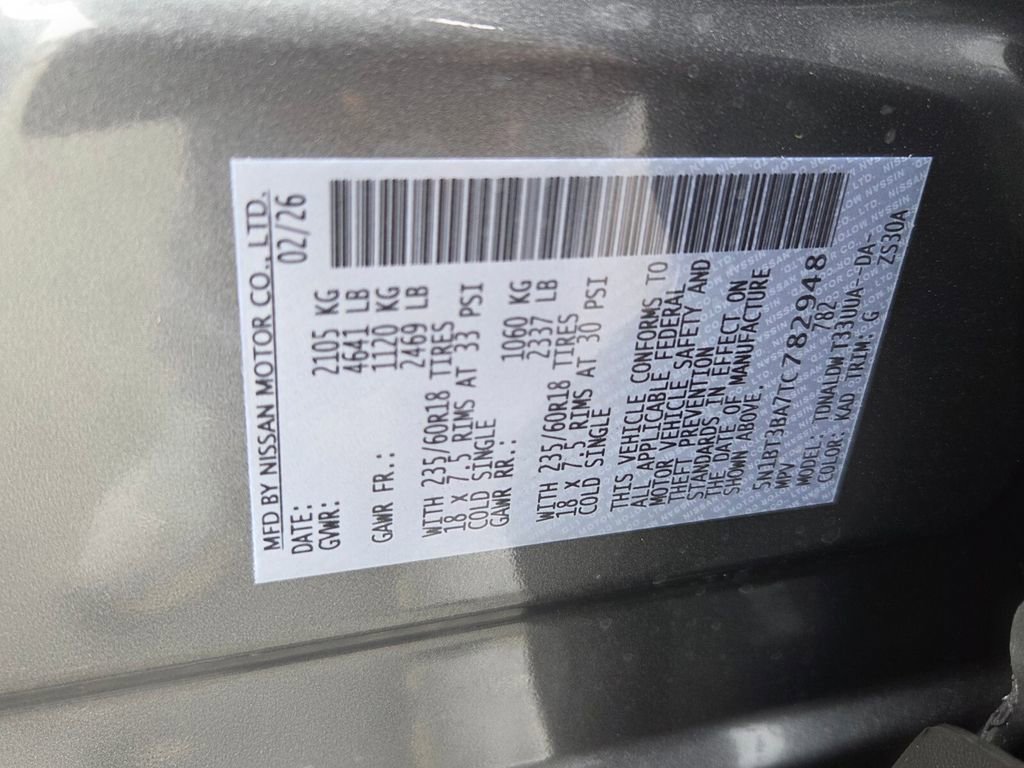 MFD BY NISSAN MOTOR CO., LTD.
DATE: 02/26
GVWR: 2105 KG
4641 LB
GAWR FR.: 1120 KG
2469 LB
WITH 235/60R18 TIRES
18 X 7.5 RIMS AT 33 PSI
COLD SINGLE
GAWR RR.: 1060 KG
2337 LB
WITH 235/60R18 TIRES
18 X 7.5 RIMS AT 30 PSI
COLD SINGLE
THIS VEHICLE CONFORMS TO
ALL APPLICABLE FEDERAL
MOTOR VEHICLE SAFETY AND
THEFT PREVENTION
STANDARDS IN EFFECT ON
THE DATE OF MANUFACTURE
SHOWN ABOVE.
5N1BT3BA7TC782948
MPV 782
MODEL: TDNALDW T33UUA--DA-
COLOR: KAD TRIM: G ZS30A